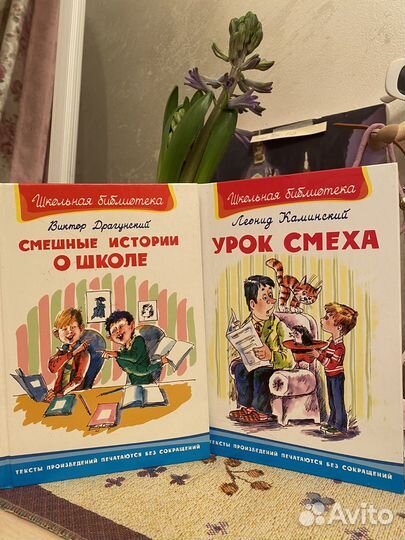 Школьная библиотека
Виктор Драгунский
СМЕШНЫЕ ИСТОРИИ
О ШКОЛЕ
ТЕКСТЫ ПРОИЗВЕДЕНИЙ ПЕЧАТАЮТСЯ БЕЗ СОКРАЩЕНИЙ
Школьная библиотека
Леонид Каминский
УРОК СМЕХА
ТЕКСТЫ ПРОИЗВЕДЕНИЙ ПЕЧАТАЮТСЯ БЕЗ СОКРАЩЕНИЙ
Avito